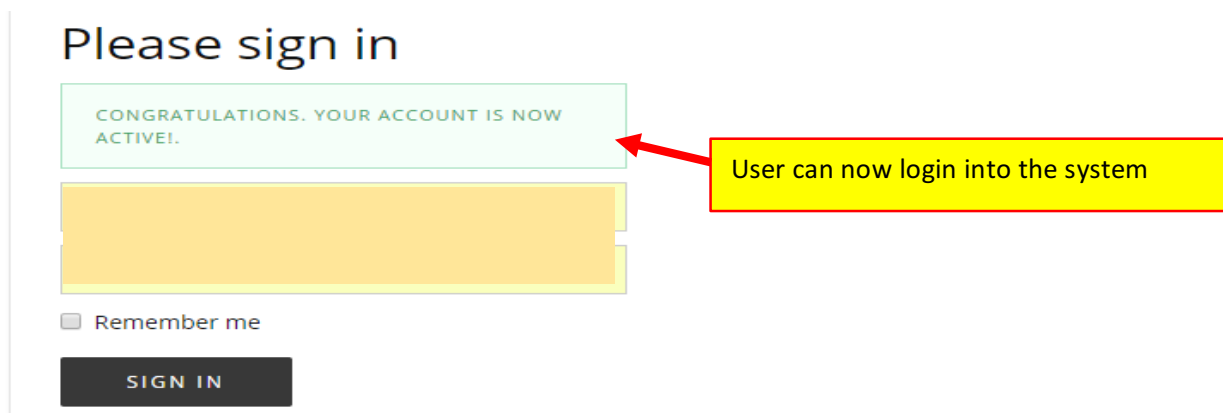 Please sign in
CONGRATULATIONS. YOUR ACCOUNT IS NOW
ACTIVE!.
User can now login into the system
Remember me
SIGN IN